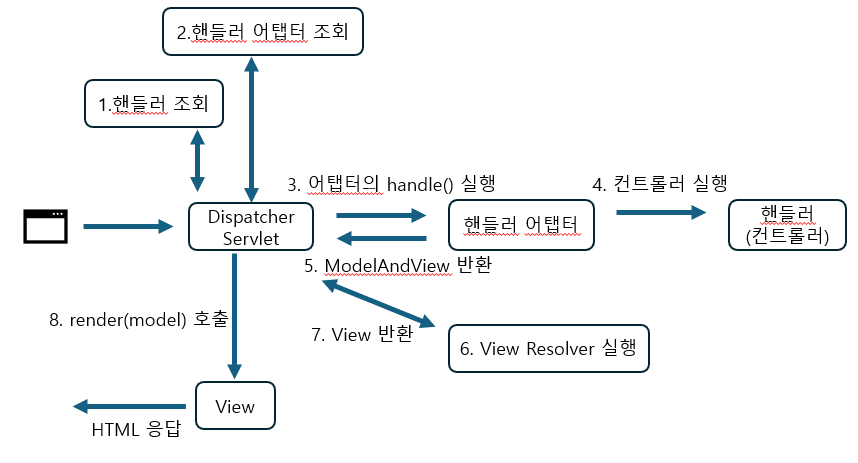 2.핸들러 어탭터 조회
1.핸들러 조회
3. 어탭터의 handle() 실행
4. 컨트롤러 실행
Dispatcher
Servlet
핸들러 어탭터
핸들러
(컨트롤러)
5. ModelAndView 반환
8. render(model) 호출
7. View 반환
6. View Resolver 실행
View
HTML 응답